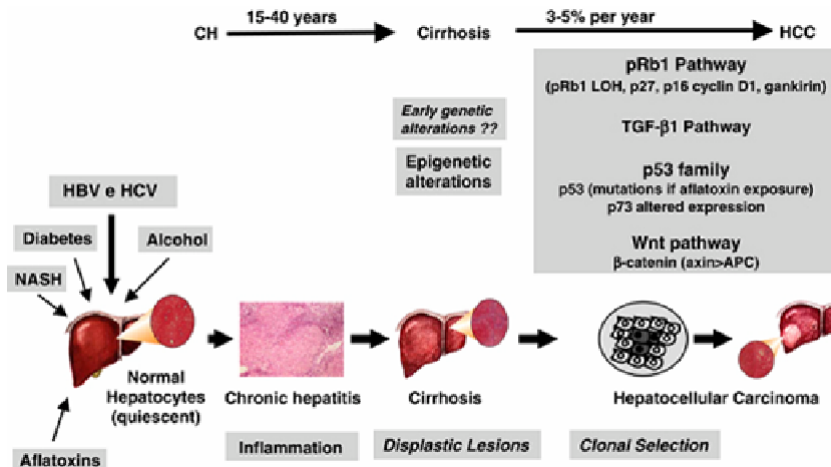 CH 15-40 years Cirrhosis 3-5% per year HCC
pRb1 Pathway
(pRb1 LOH, p27, p16 cyclin D1, gankirin)
Early genetic
alterations ??
TGF-β1 Pathway
Epigenetic
alterations
p53 family
p53 (mutations if aflatoxin exposure)
p73 altered expression
Wnt pathway
β-catenin (axin>APC)
HBV e HCV
Diabetes
Alcohol
NASH
Normal
Hepatocytes
(quiescent)
Chronic hepatitis
Cirrhosis
Hepatocellular Carcinoma
Aflatoxins
Inflammation
Displastic Lesions
Clonal Selection